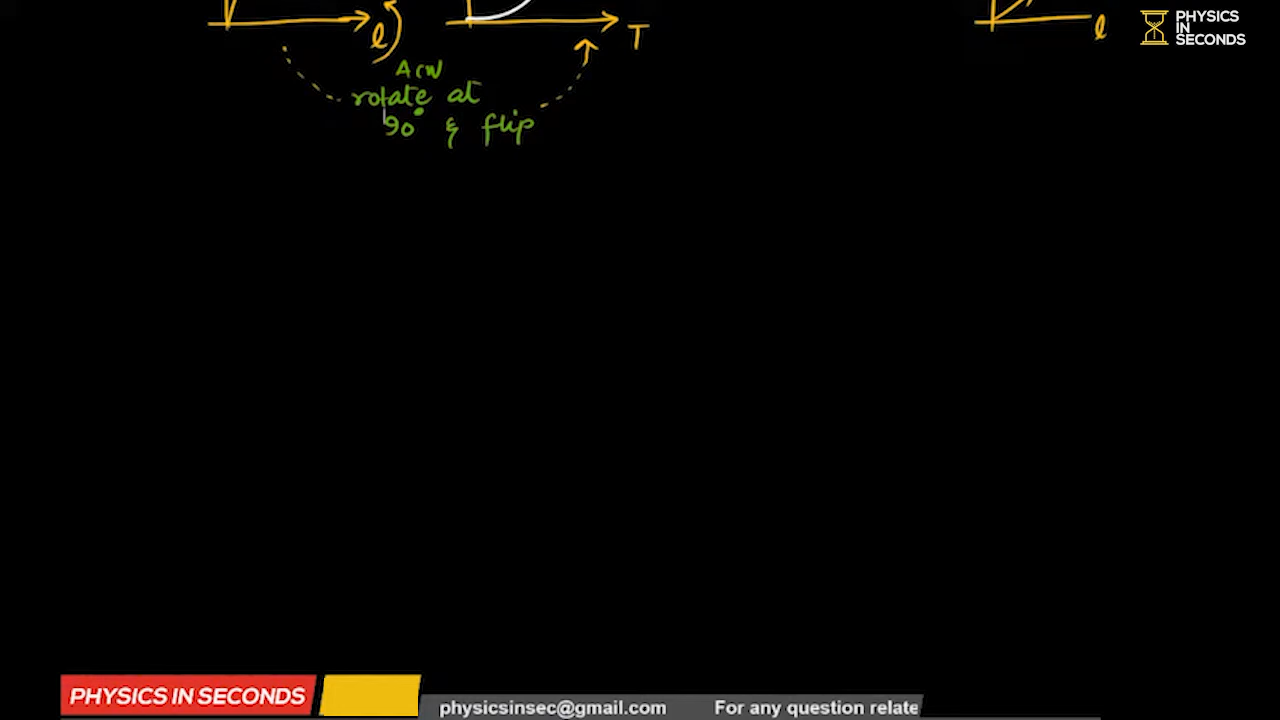 l
T
l
ACW
rotate at
90° & flip
PHYSICS
IN
SECONDS
PHYSICS IN SECONDS
physicsinsec@gmail.com
For any question relate